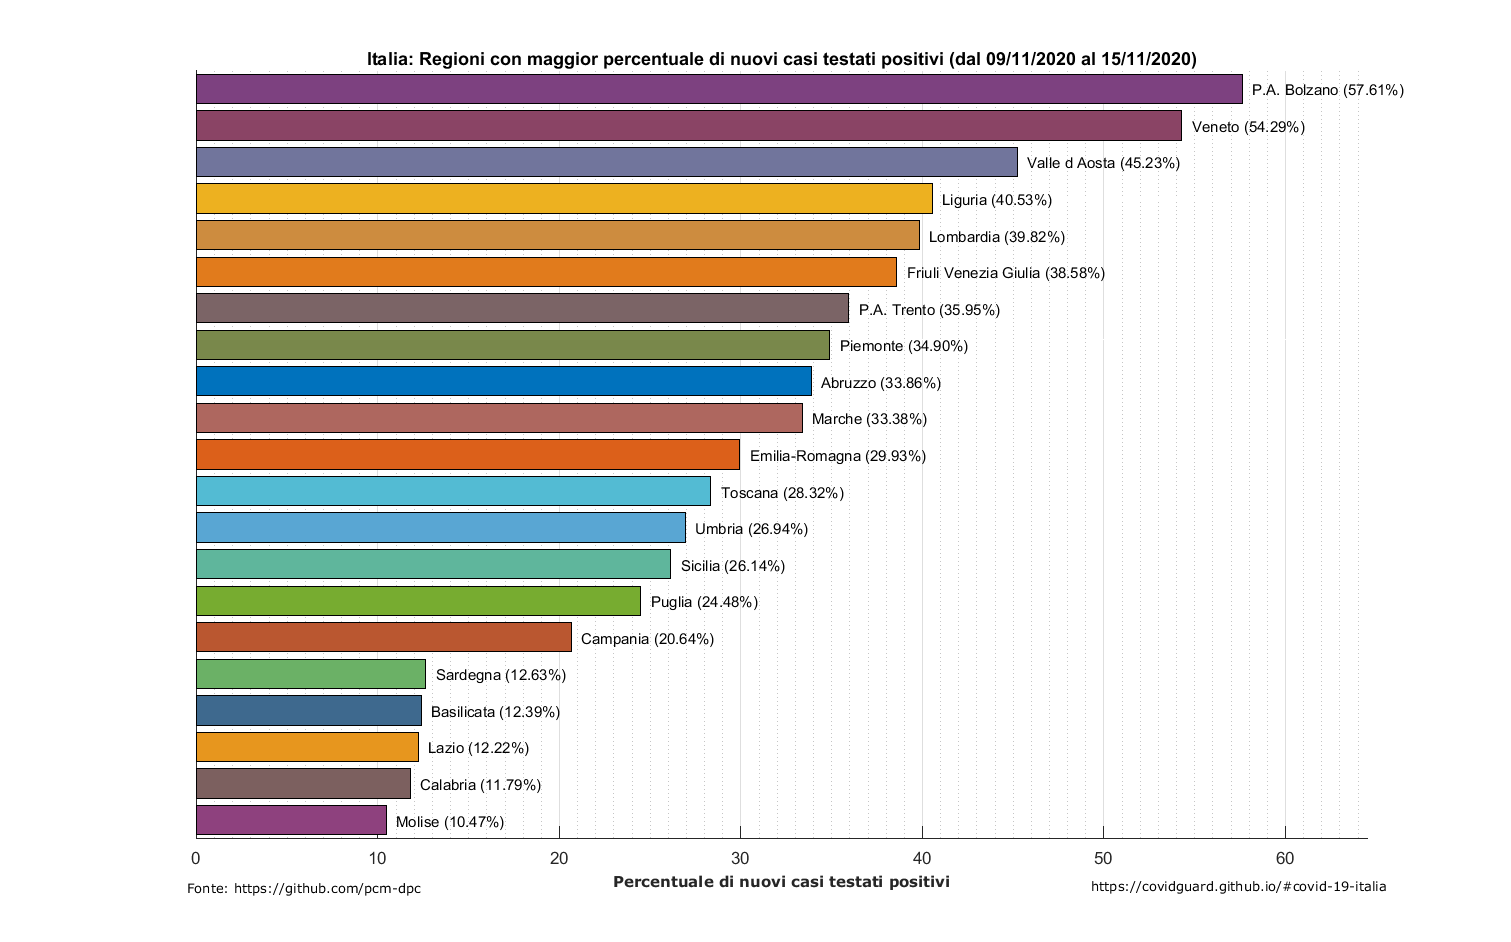 Italia: Regioni con maggior percentuale di nuovi casi testati positivi (dal 09/11/2020 al 15/11/2020)
P.A. Bolzano (57.61%)
Veneto (54.29%)
Valle d Aosta (45.23%)
Liguria (40.53%)
Lombardia (39.82%)
Friuli Venezia Giulia (38.58%)
P.A. Trento (35.95%)
Piemonte (34.90%)
Abruzzo (33.86%)
Marche (33.38%)
Emilia-Romagna (29.93%)
Toscana (28.32%)
Umbria (26.94%)
Sicilia (26.14%)
Puglia (24.48%)
Campania (20.64%)
Sardegna (12.63%)
Basilicata (12.39%)
Lazio (12.22%)
Calabria (11.79%)
Molise (10.47%)
0 10 20 30 40 50 60
Percentuale di nuovi casi testati positivi
Fonte: https://github.com/pcm-dpc
https://covidguard.github.io/#covid-19-italia